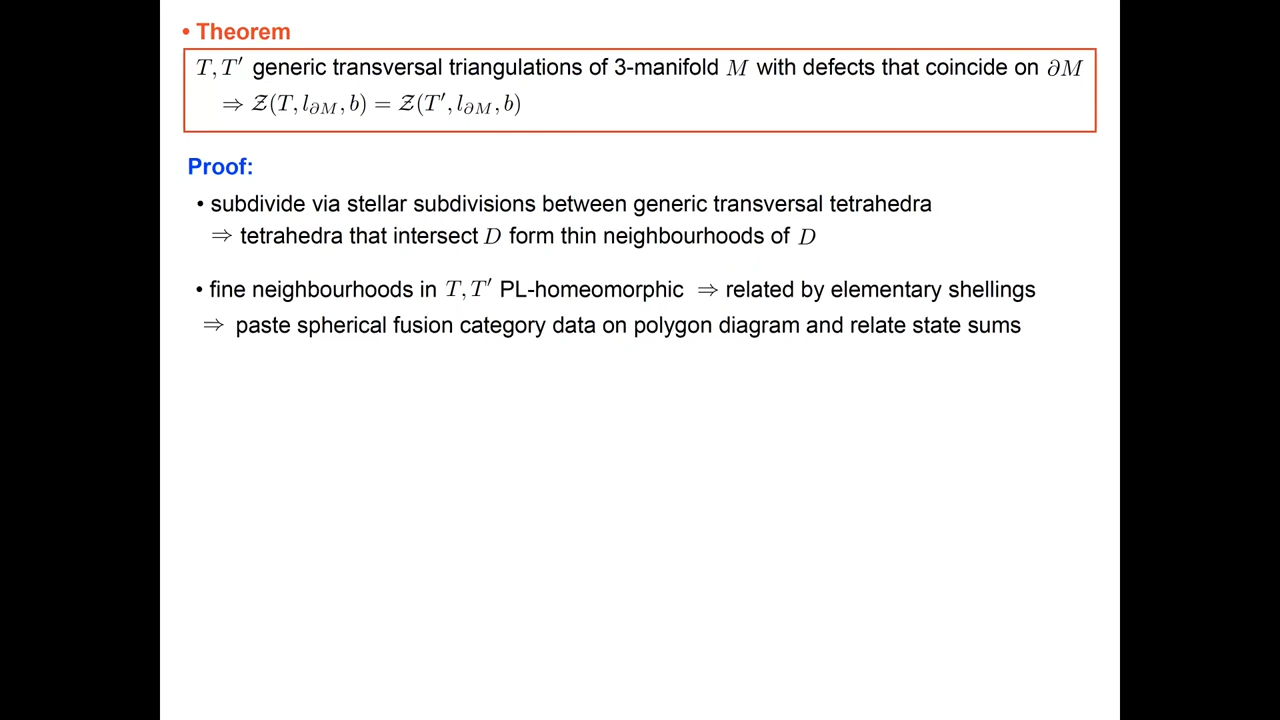 • Theorem
T, T′ generic transversal triangulations of 3-manifold M with defects that coincide on ∂M
⇒ 𝒵(T, l_{∂M}, b) = 𝒵(T′, l_{∂M}, b)
Proof:
• subdivide via stellar subdivisions between generic transversal tetrahedra
⇒ tetrahedra that intersect D form thin neighbourhoods of D
• fine neighbourhoods in T, T′ PL-homeomorphic ⇒ related by elementary shellings
⇒ paste spherical fusion category data on polygon diagram and relate state sums